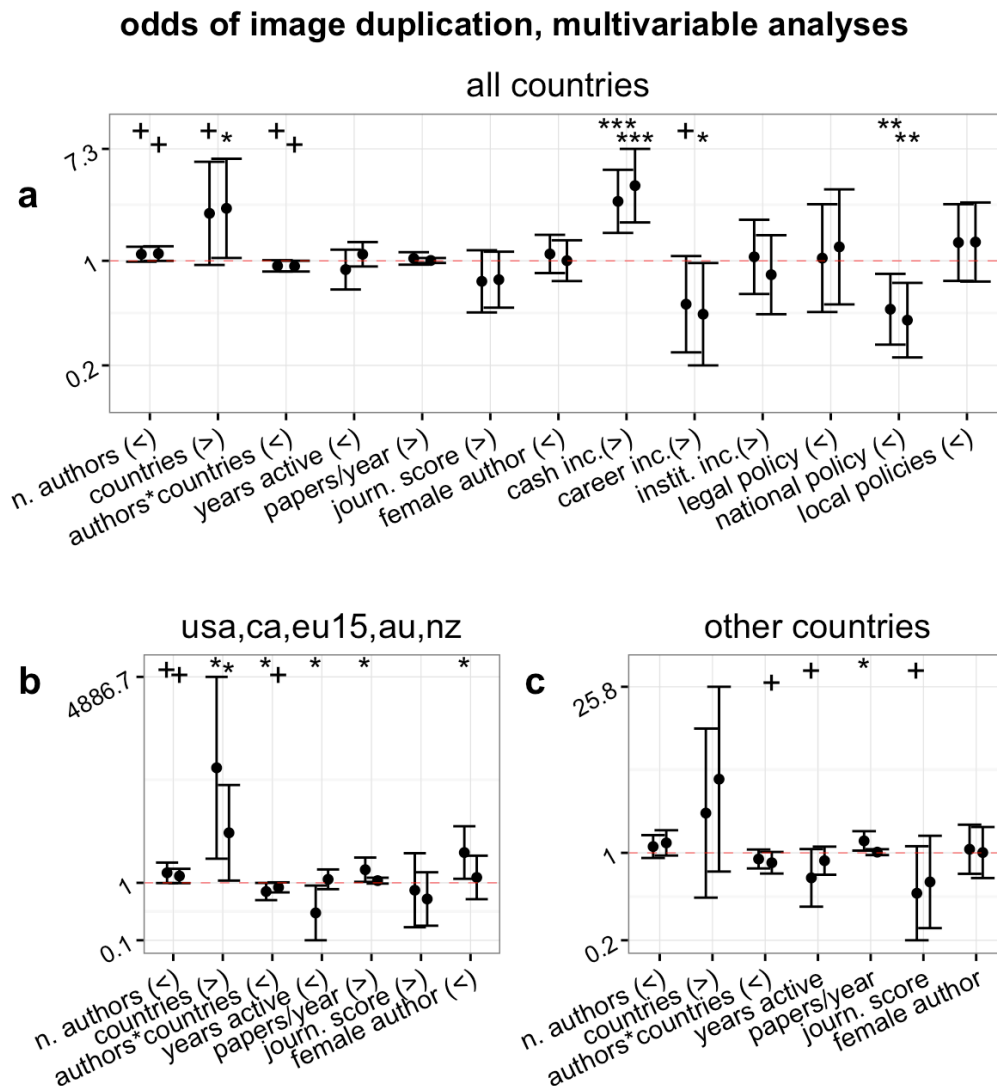 odds of image duplication, multivariable analyses
all countries
a
+ + + *** + **
+ * + *** * **
7.3
1
0.2
n. authors (<)
countries (>)
authors*countries (<)
years active (<)
papers/year (>)
journ. score (>)
female author (<)
cash inc.(>)
career inc.(>)
instit. inc.(>)
legal policy (<)
national policy (<)
local policies (<)
b
usa,ca,eu15,au,nz
+ * * * * *
+ * +
4886.7
1
0.1
n. authors (<)
countries (>)
authors*countries (<)
years active (<)
papers/year (>)
journ. score (>)
female author (<)
c
other countries
+ * +
+
25.8
1
0.2
n. authors (<)
countries (>)
authors*countries (<)
years active
papers/year
journ. score
female author